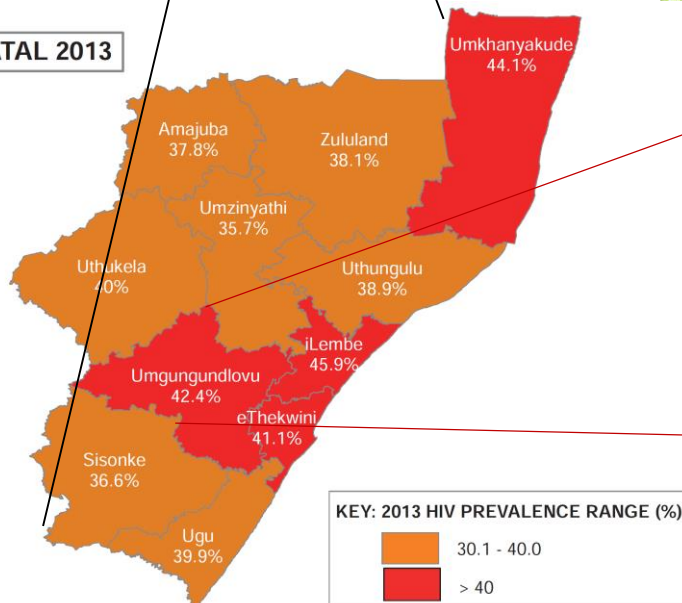 ATAL 2013
Umkhanyakude
44.1%
Amajuba
37.8%
Zululand
38.1%
Umzinyathi
35.7%
Uthukela
40%
Uthungulu
38.9%
iLembe
45.9%
Umgungundlovu
42.4%
eThekwini
41.1%
Sisonke
36.6%
Ugu
39.9%
KEY: 2013 HIV PREVALENCE RANGE (%)
30.1 - 40.0
> 40